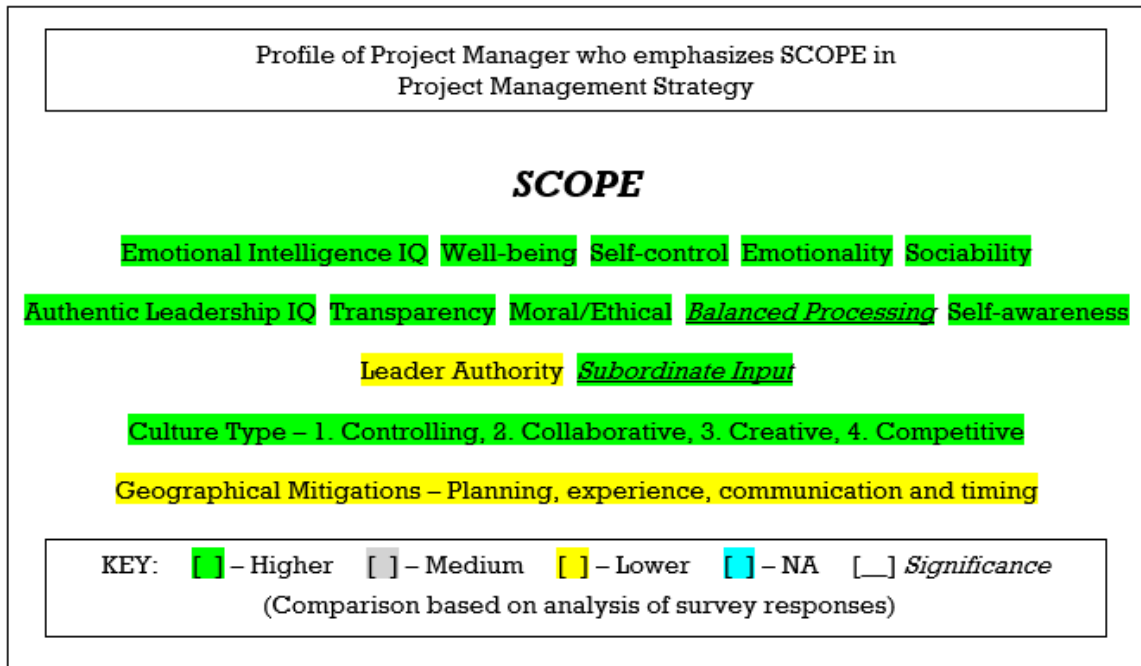 Profile of Project Manager who emphasizes SCOPE in
Project Management Strategy
SCOPE
Emotional Intelligence IQ Well-being Self-control Emotionality Sociability
Authentic Leadership IQ Transparency Moral/Ethical Balanced Processing Self-awareness
Leader Authority Subordinate Input
Culture Type – 1. Controlling, 2. Collaborative, 3. Creative, 4. Competitive
Geographical Mitigations – Planning, experience, communication and timing
KEY: [ ] – Higher [ ] – Medium [ ] – Lower [ ] – NA [__] Significance
(Comparison based on analysis of survey responses)